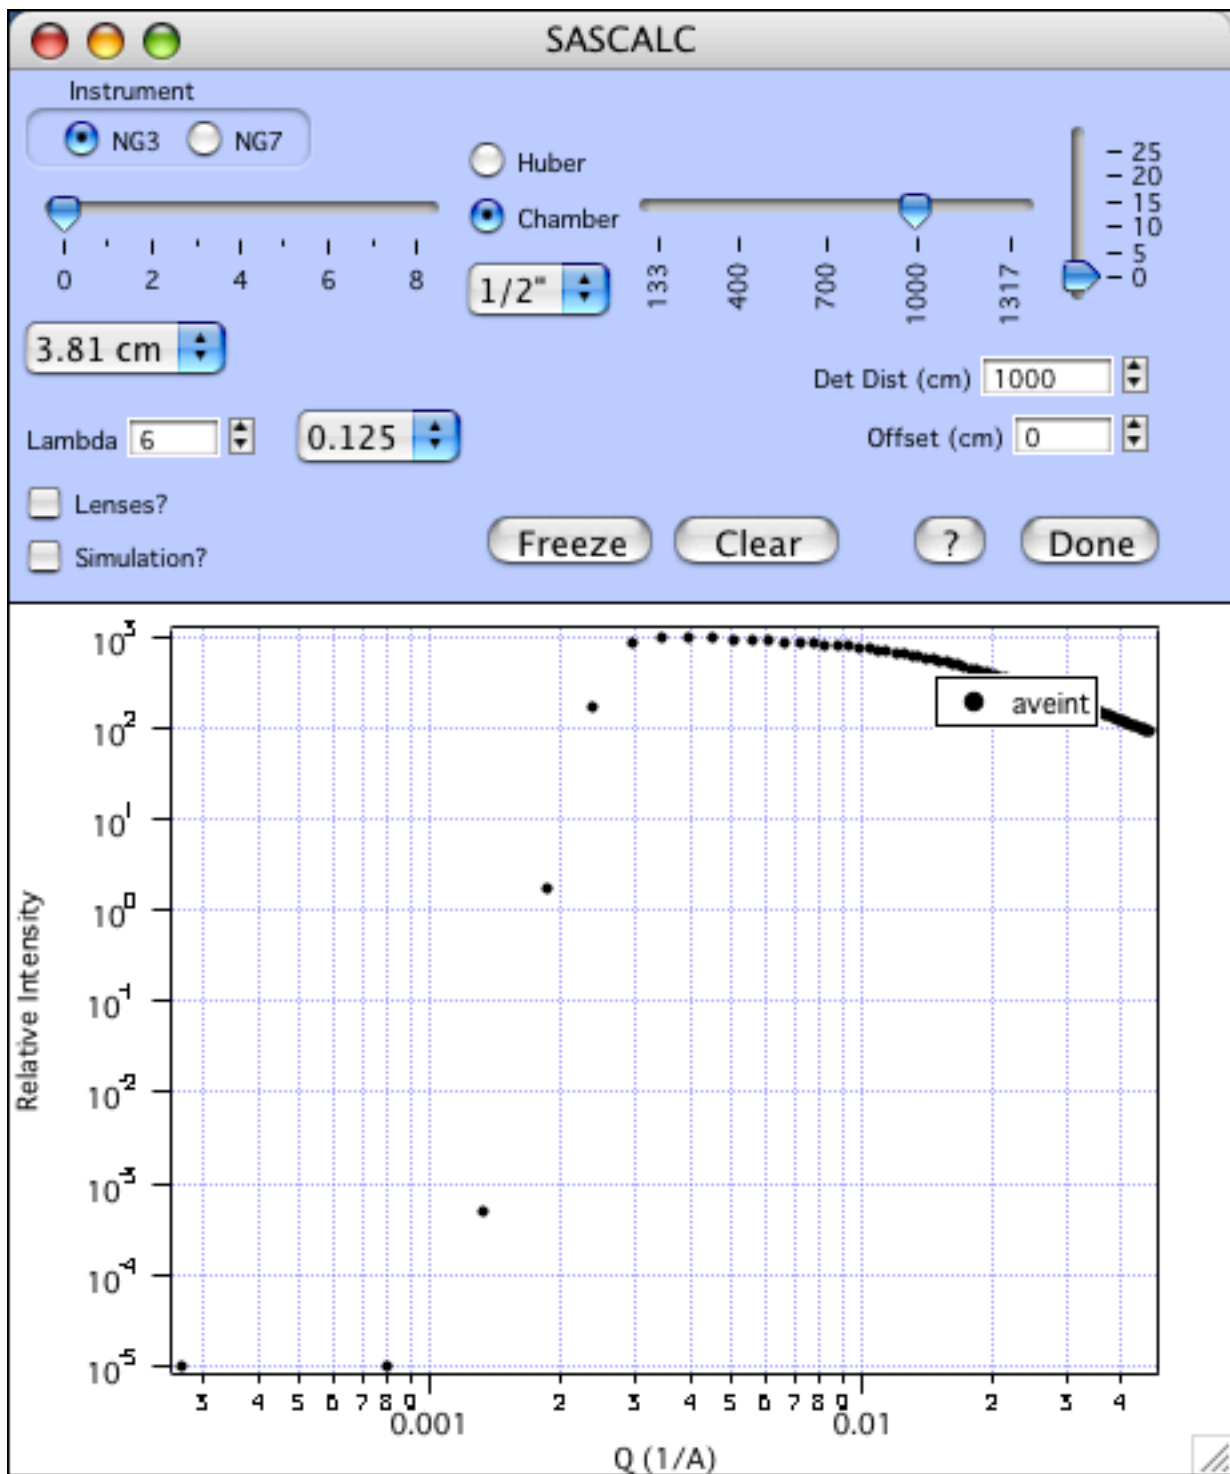 SASCALC
Instrument
NG3 NG7
Huber
Chamber
0 2 4 6 8
1/2"
133 400 700 1000 1317
25
20
15
10
5
0
3.81 cm
Det Dist (cm) 1000
Lambda 6 0.125
Offset (cm) 0
Lenses?
Simulation?
Freeze Clear ? Done
10^3
10^2
10^1
10^0
10^-1
10^-2
10^-3
10^-4
10^-5
aveint
Relative Intensity
3 4 5 6 7 8 9 2 3 4 5 6 7 8 9 2 3 4
0.001 0.01
Q (1/A)